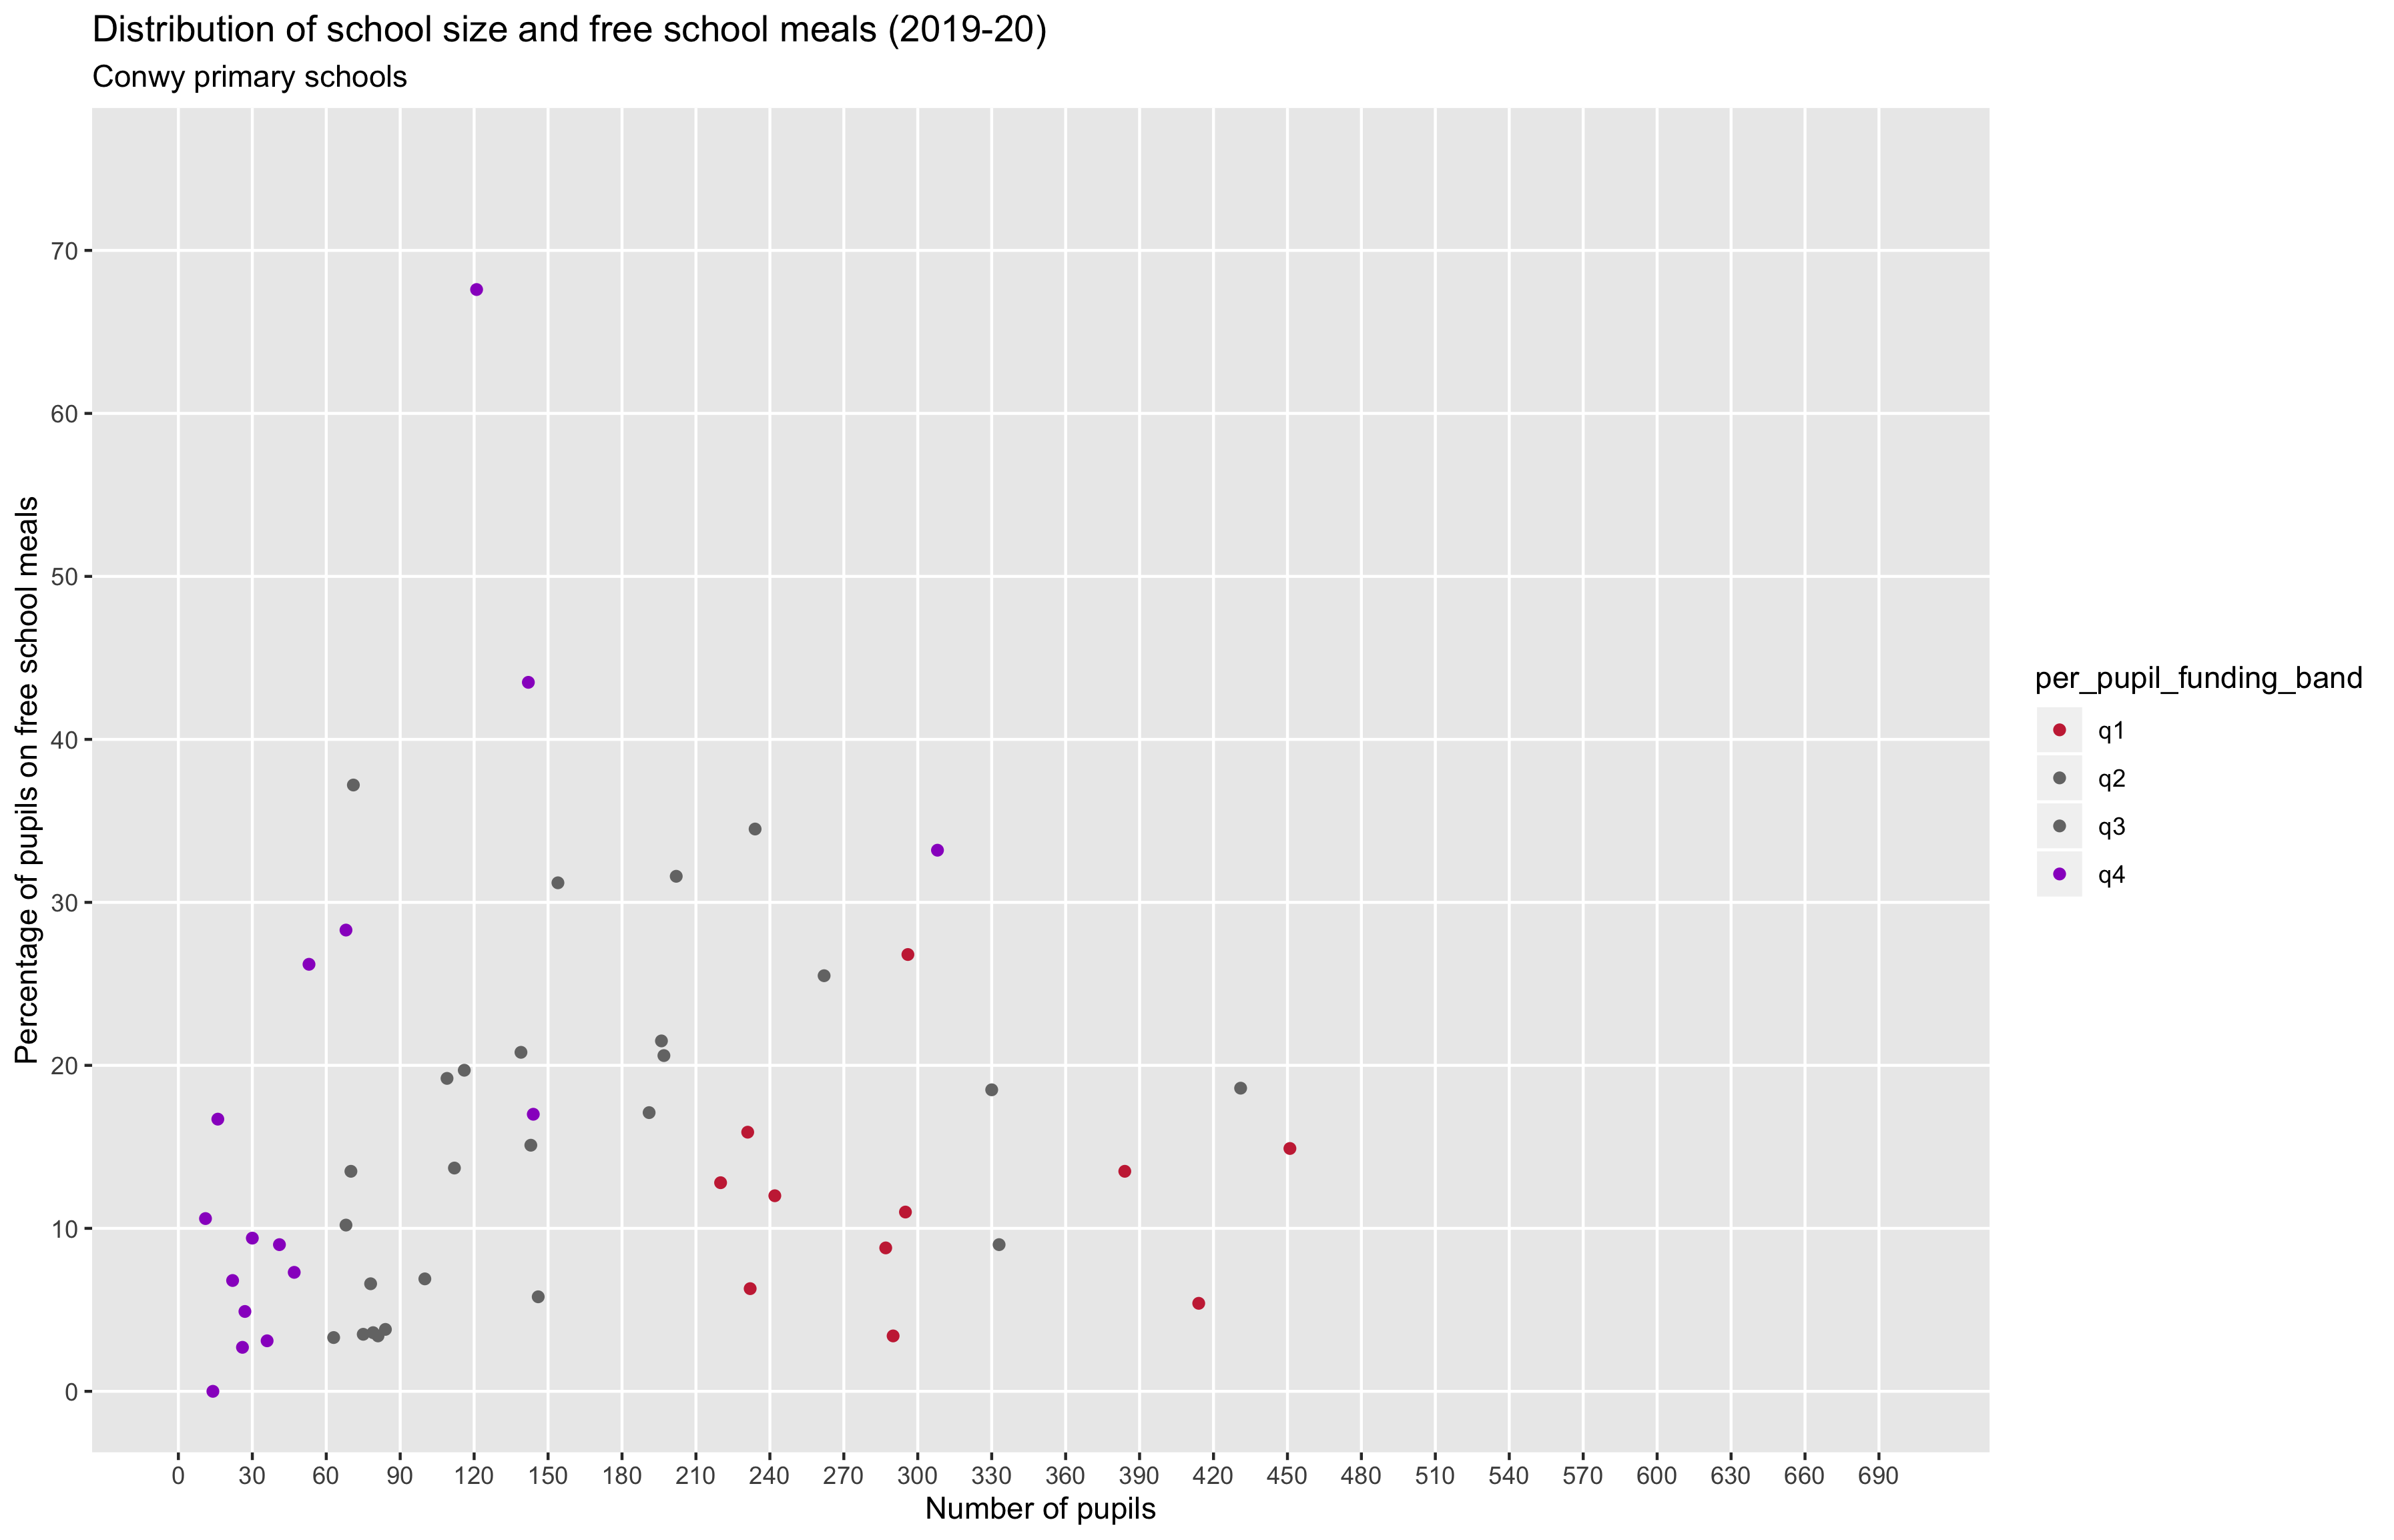 Distribution of school size and free school meals (2019-20)
Conwy primary schools
Percentage of pupils on free school meals
70
60
50
40
30
20
10
0
0 30 60 90 120 150 180 210 240 270 300 330 360 390 420 450 480 510 540 570 600 630 660 690
Number of pupils
per_pupil_funding_band
q1
q2
q3
q4